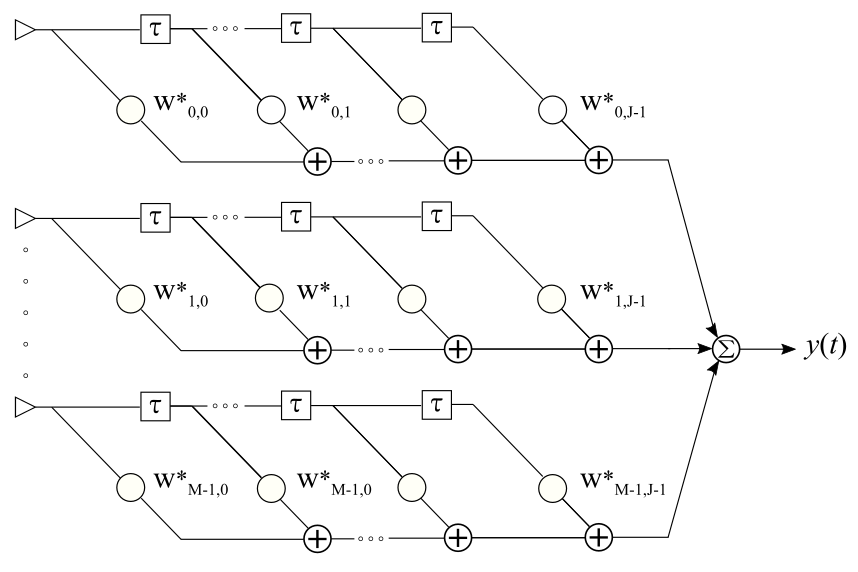 τ τ τ
w*0,0 w*0,1 w*0,J-1
+ + +
τ τ τ
w*1,0 w*1,1 w*1,J-1
+ + +
Σ y(t)
τ τ τ
w*M-1,0 w*M-1,0 w*M-1,J-1
+ + +